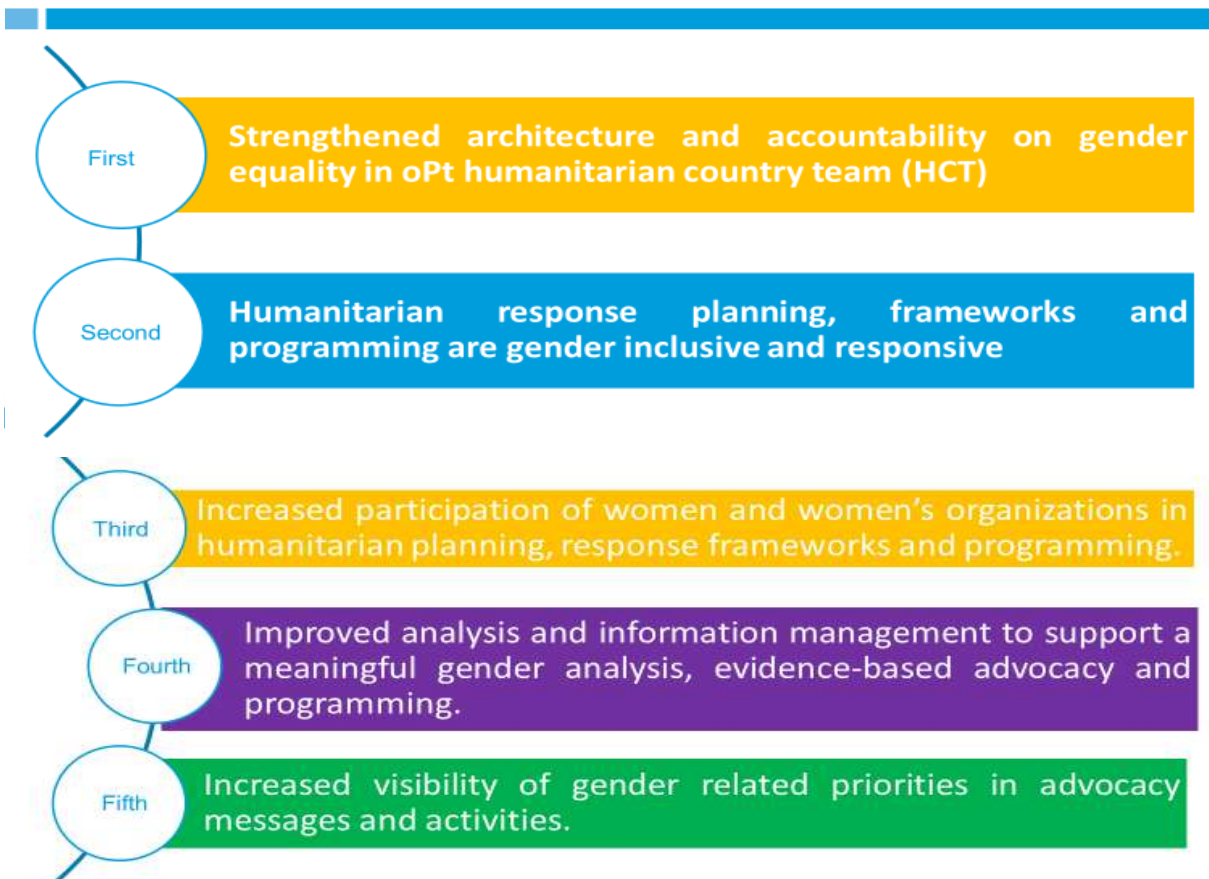 First
Strengthened architecture and accountability on gender
equality in oPt humanitarian country team (HCT)
Second
Humanitarian response planning, frameworks and
programming are gender inclusive and responsive
Third
Increased participation of women and women’s organizations in
humanitarian planning, response frameworks and programming.
Fourth
Improved analysis and information management to support a
meaningful gender analysis, evidence-based advocacy and
programming.
Fifth
Increased visibility of gender related priorities in advocacy
messages and activities.